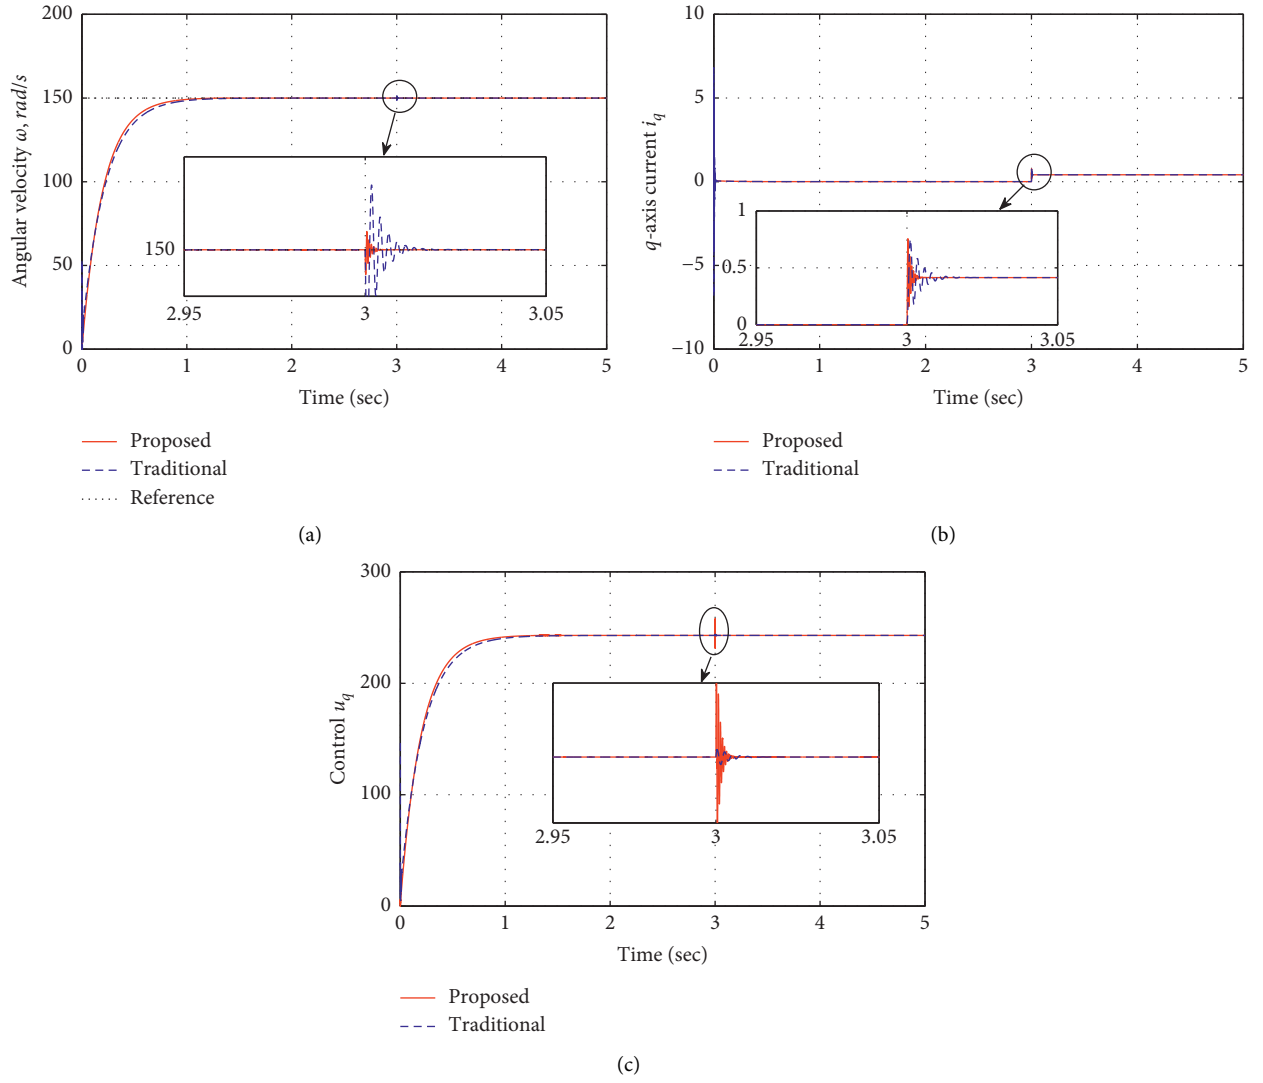 200
150
100
50
0
Angular velocity ω, rad/s
150
2.95
3
3.05
0
1
2
3
4
5
Time (sec)
Proposed
Traditional
Reference
(a)
10
5
0
−5
−10
q-axis current iq
1
0.5
0
2.95
3
3.05
0
1
2
3
4
5
Time (sec)
Proposed
Traditional
(b)
300
200
100
0
Control uq
2.95
3
3.05
0
1
2
3
4
5
Time (sec)
Proposed
Traditional
(c)